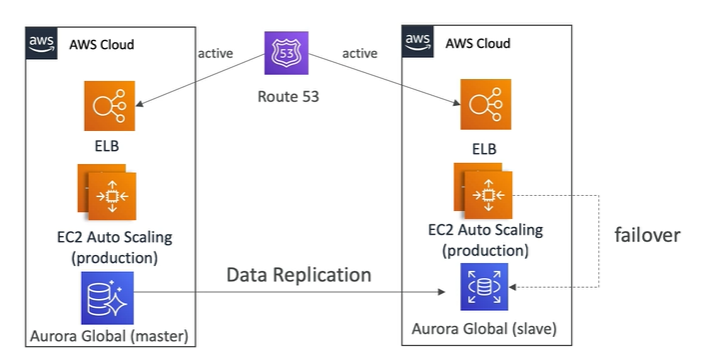 aws
AWS Cloud
active
53
Route 53
active
aws
AWS Cloud
ELB
ELB
EC2 Auto Scaling
(production)
EC2 Auto Scaling
(production)
failover
Data Replication
Aurora Global (master)
Aurora Global (slave)